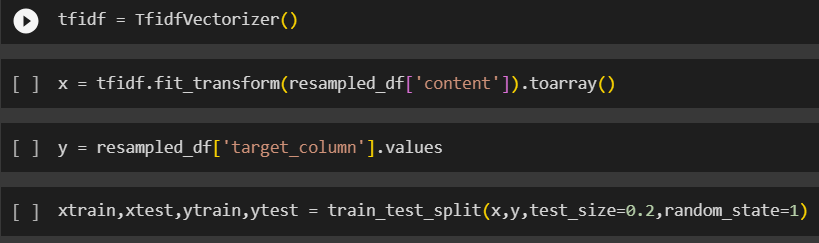 tfidf = TfidfVectorizer()
[ ] x = tfidf.fit_transform(resampled_df['content']).toarray()
[ ] y = resampled_df['target_column'].values
[ ] xtrain,xtest,ytrain,ytest = train_test_split(x,y,test_size=0.2,random_state=1)